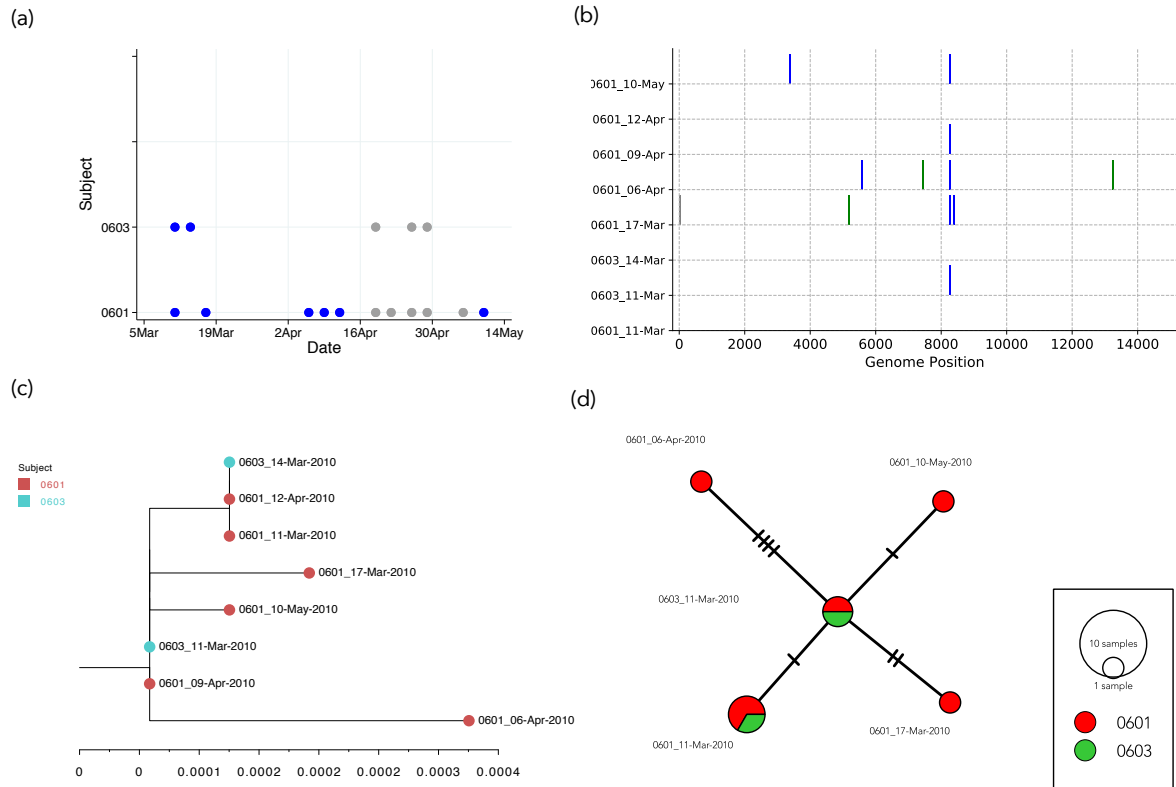 (a)
Subject
0603
0601
5Mar 19Mar 2Apr 16Apr 30Apr 14May
Date
(b)
0601_10-May
0601_12-Apr
0601_09-Apr
0601_06-Apr
0601_17-Mar
0603_14-Mar
0603_11-Mar
0601_11-Mar
0 2000 4000 6000 8000 10000 12000 14000
Genome Position
(c)
Subject
0601
0603
0603_14-Mar-2010
0601_12-Apr-2010
0601_11-Mar-2010
0601_17-Mar-2010
0601_10-May-2010
0603_11-Mar-2010
0601_09-Apr-2010
0601_06-Apr-2010
0 0 0.0001 0.0002 0.0002 0.0002 0.0003 0.0004
(d)
0601_06-Apr-2010
0601_10-May-2010
0603_11-Mar-2010
0601_11-Mar-2010
0601_17-Mar-2010
10 samples
1 sample
0601
0603